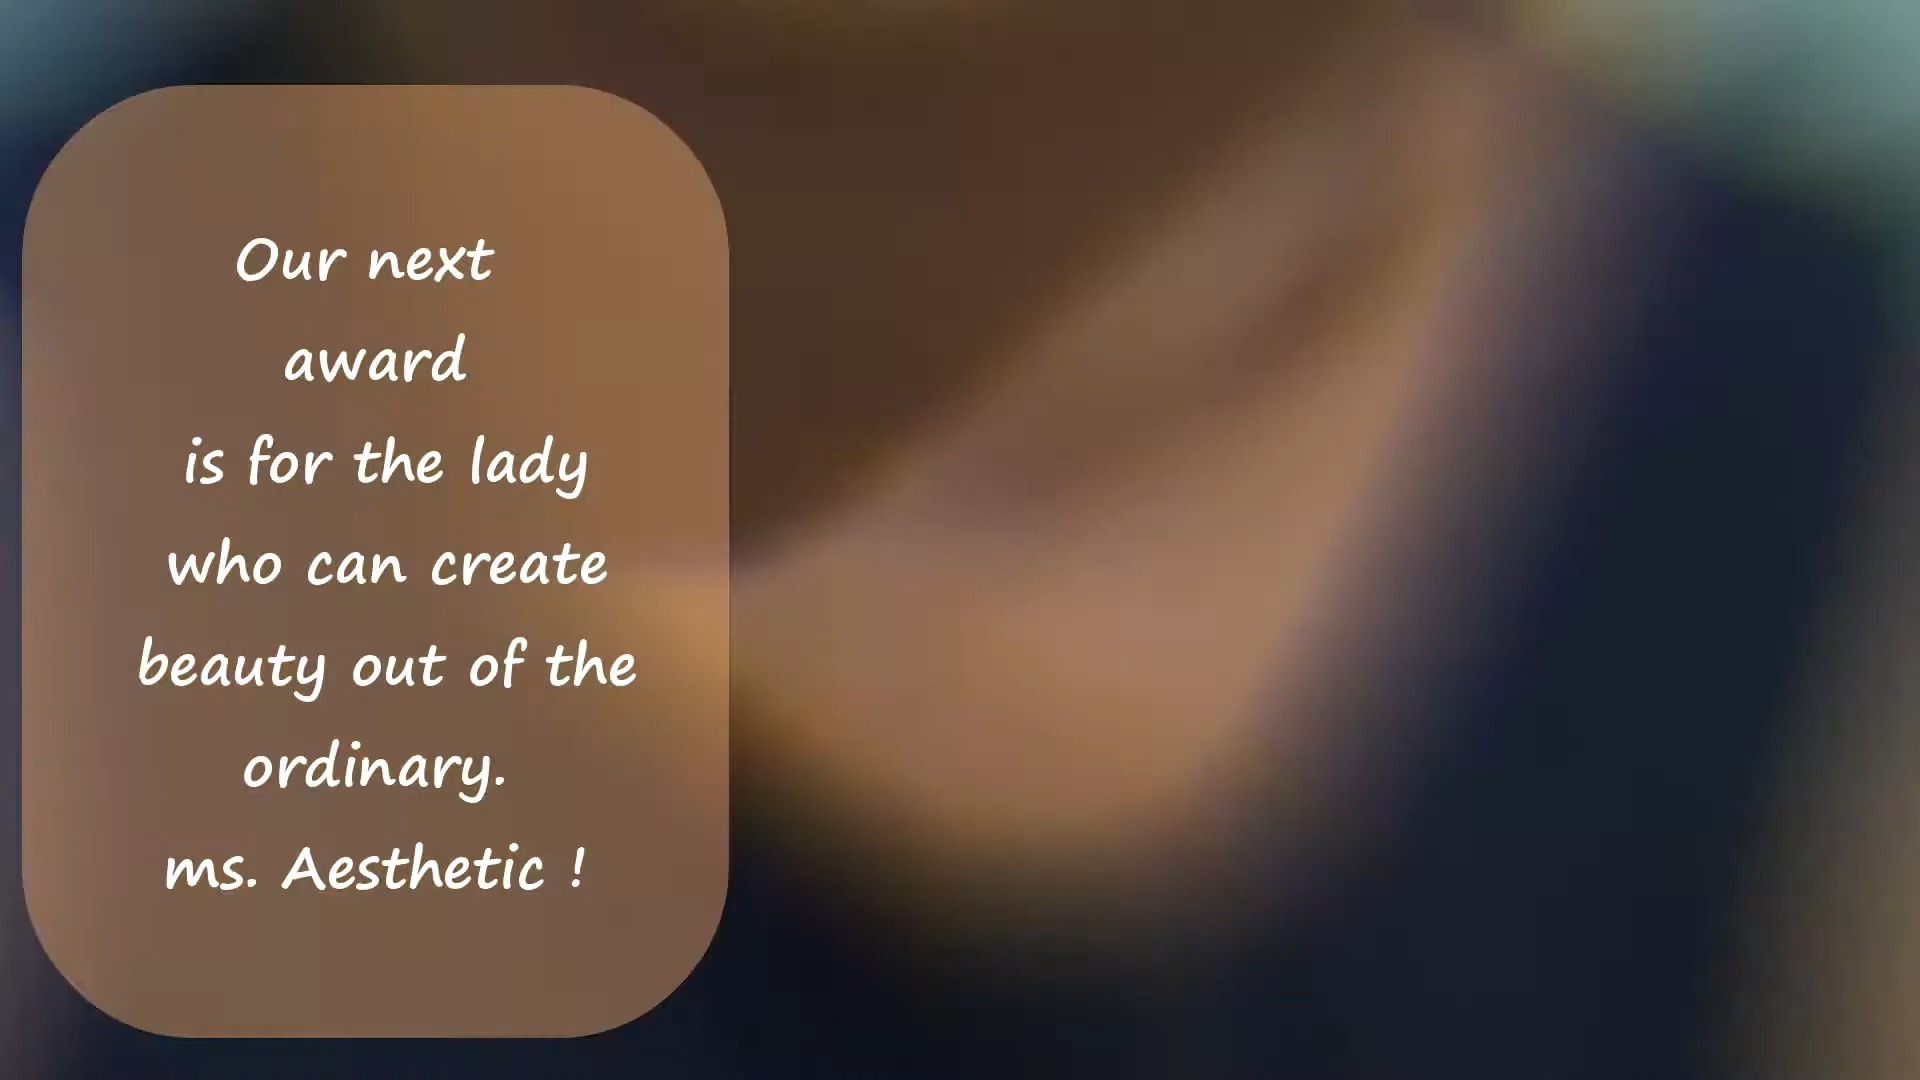 Our next
award
is for the lady
who can create
beauty out of the
ordinary.
ms. Aesthetic !